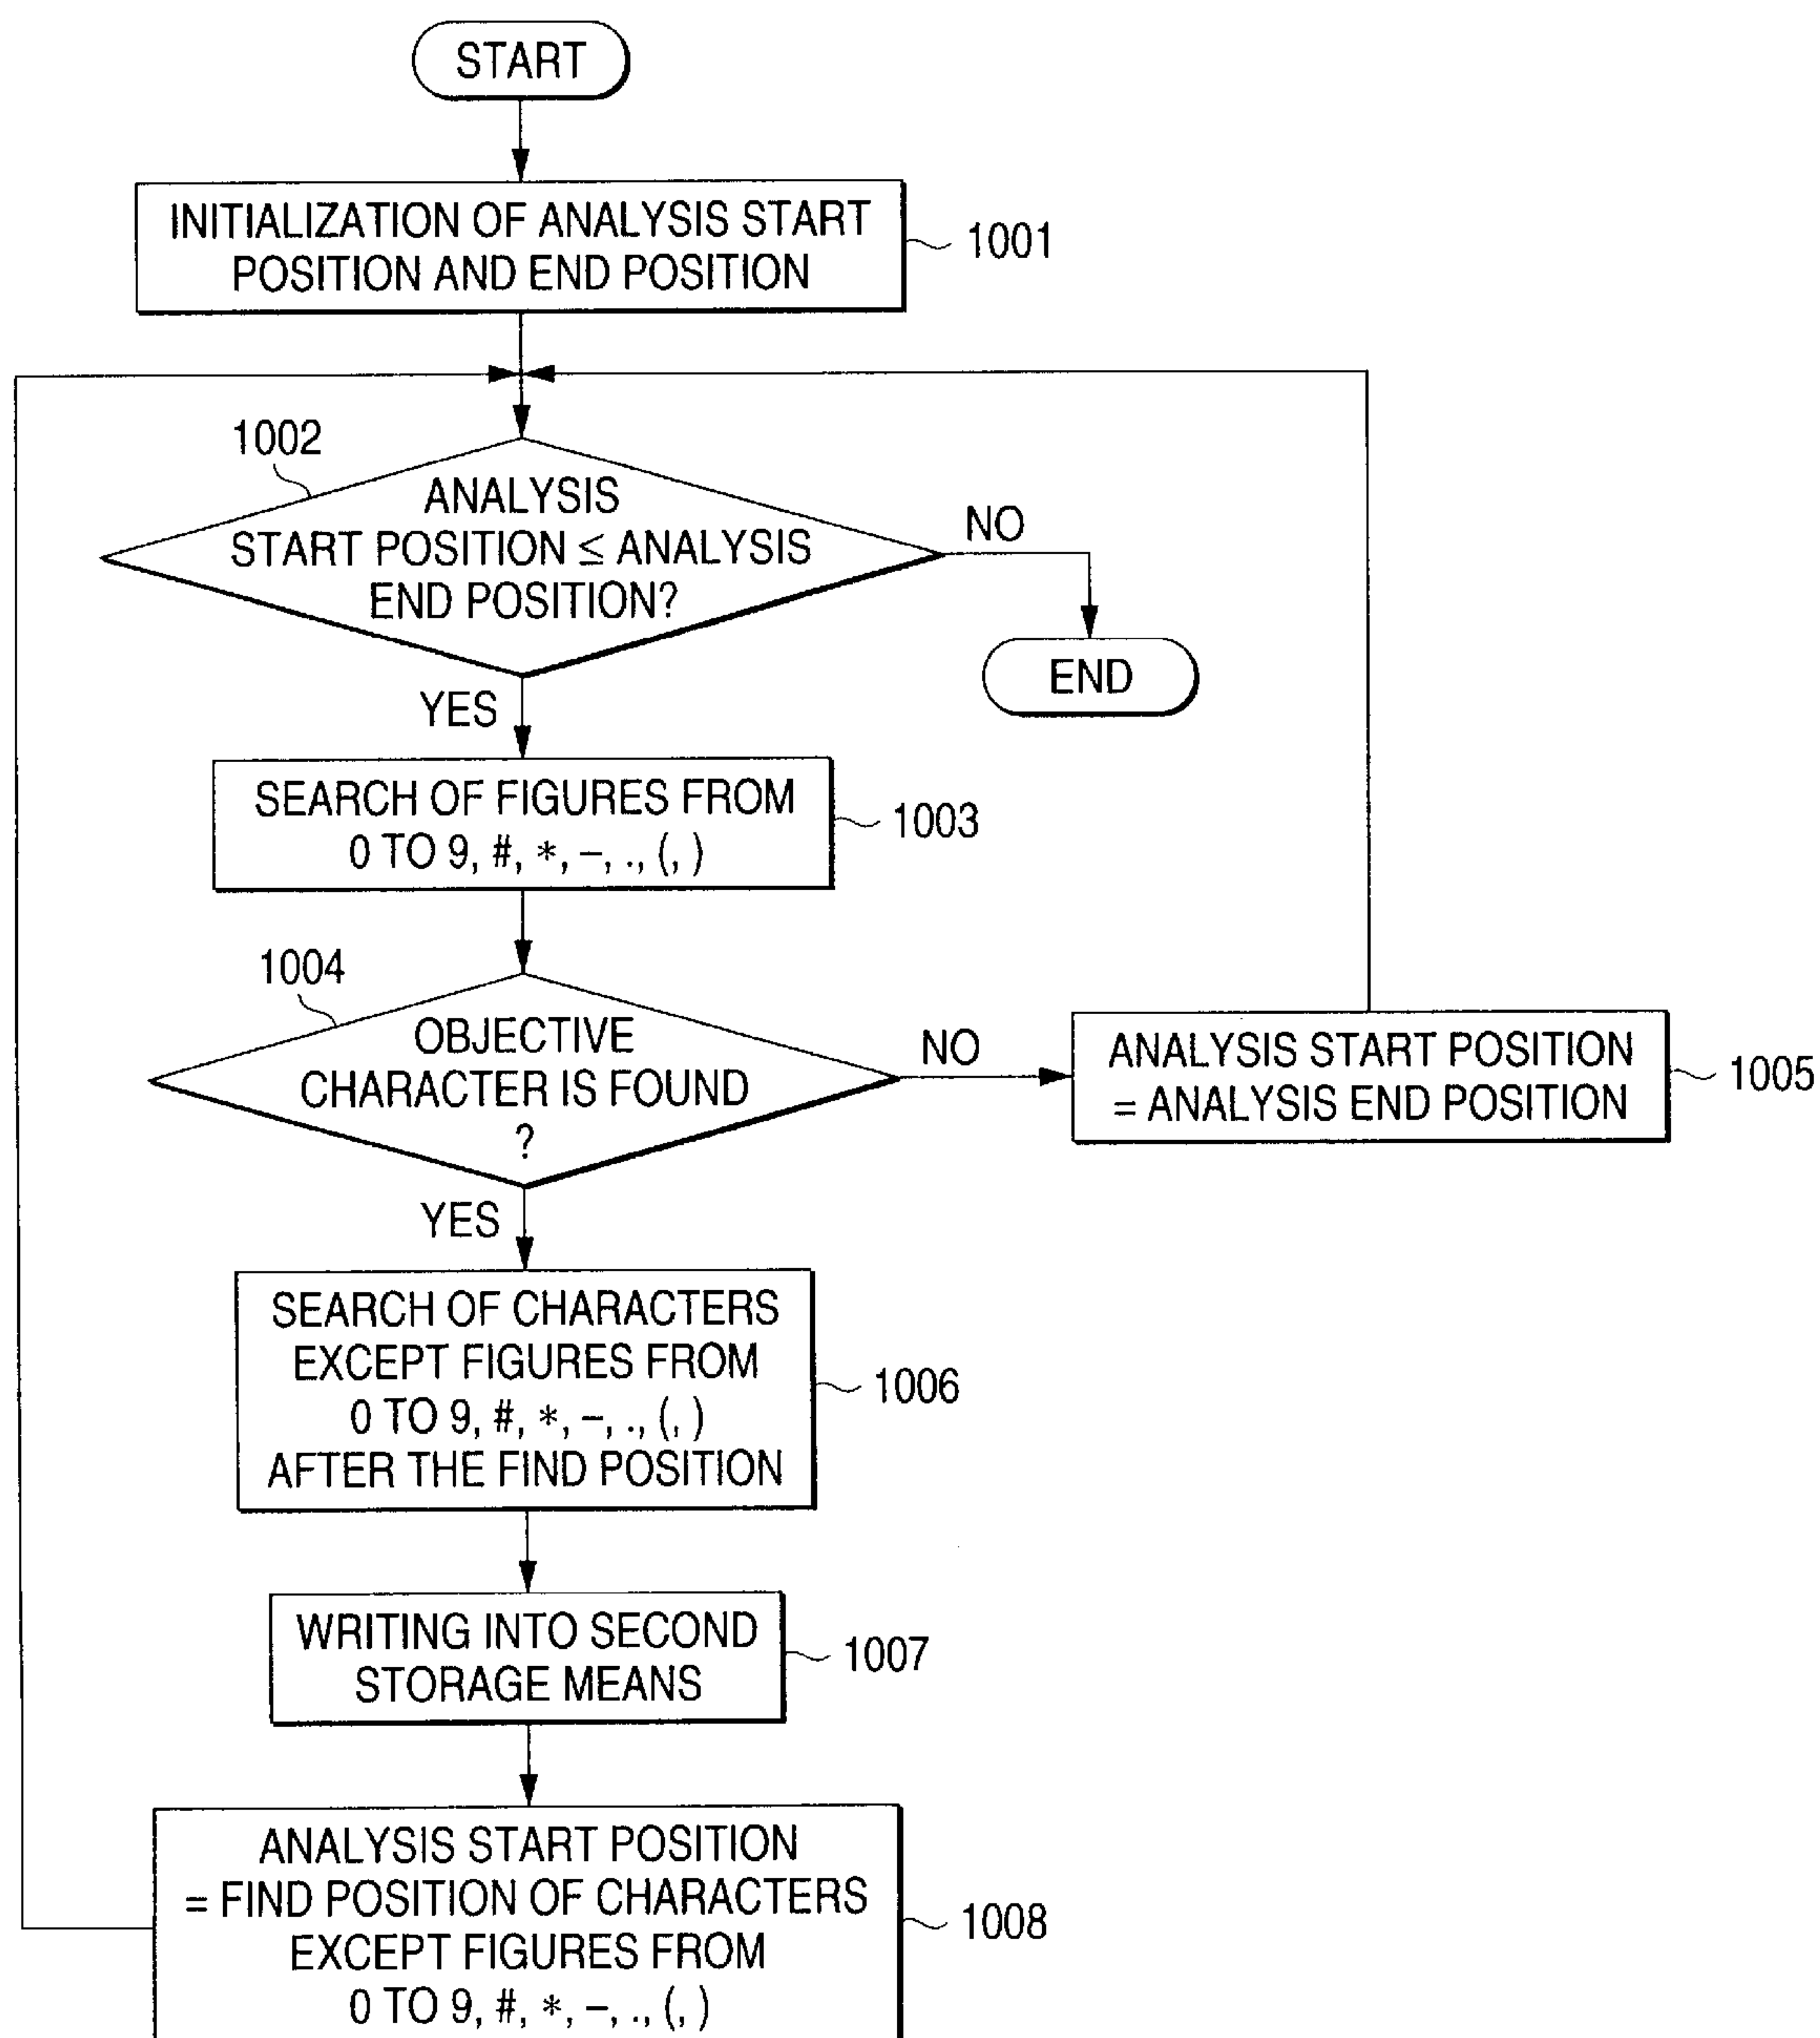 START
INITIALIZATION OF ANALYSIS START
POSITION AND END POSITION
1001
1002
ANALYSIS
START POSITION ≤ ANALYSIS
END POSITION?
NO
END
YES
SEARCH OF FIGURES FROM
0 TO 9, #, *, –, ., (, )
1003
1004
OBJECTIVE
CHARACTER IS FOUND
?
NO
ANALYSIS START POSITION
= ANALYSIS END POSITION
1005
YES
SEARCH OF CHARACTERS
EXCEPT FIGURES FROM
0 TO 9, #, *, –, ., (, )
AFTER THE FIND POSITION
1006
WRITING INTO SECOND
STORAGE MEANS
1007
ANALYSIS START POSITION
= FIND POSITION OF CHARACTERS
EXCEPT FIGURES FROM
0 TO 9, #, *, –, ., (, )
1008